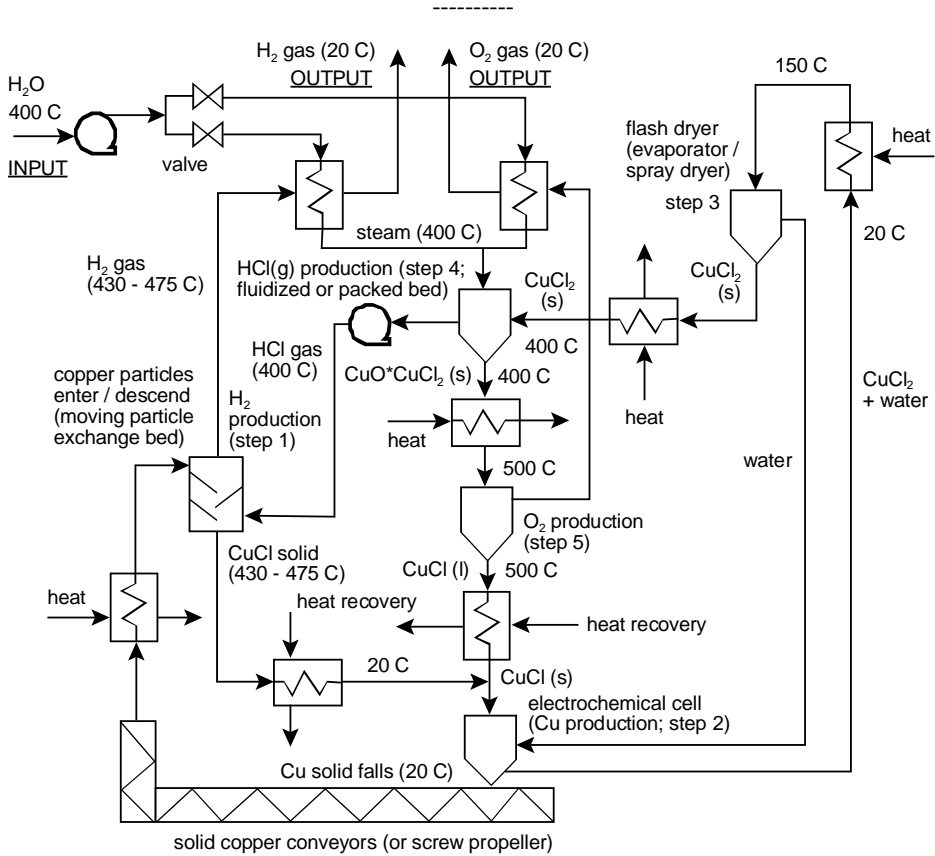 ----------
H₂ gas (20 C)
OUTPUT
O₂ gas (20 C)
OUTPUT
150 C
H₂O
400 C
INPUT
valve
flash dryer
(evaporator /
spray dryer)
step 3
heat
20 C
steam (400 C)
H₂ gas
(430 - 475 C)
HCl(g) production (step 4;
fluidized or packed bed)
CuCl₂
(s)
CuCl₂
(s)
400 C
HCl gas
(400 C)
CuO*CuCl₂ (s)
400 C
heat
copper particles
enter / descend
(moving particle
exchange bed)
H₂
production
(step 1)
heat
CuCl₂
+ water
500 C
water
O₂ production
(step 5)
CuCl solid
(430 - 475 C)
CuCl (l)
500 C
heat
heat recovery
heat recovery
20 C
CuCl (s)
electrochemical cell
(Cu production; step 2)
Cu solid falls (20 C)
solid copper conveyors (or screw propeller)